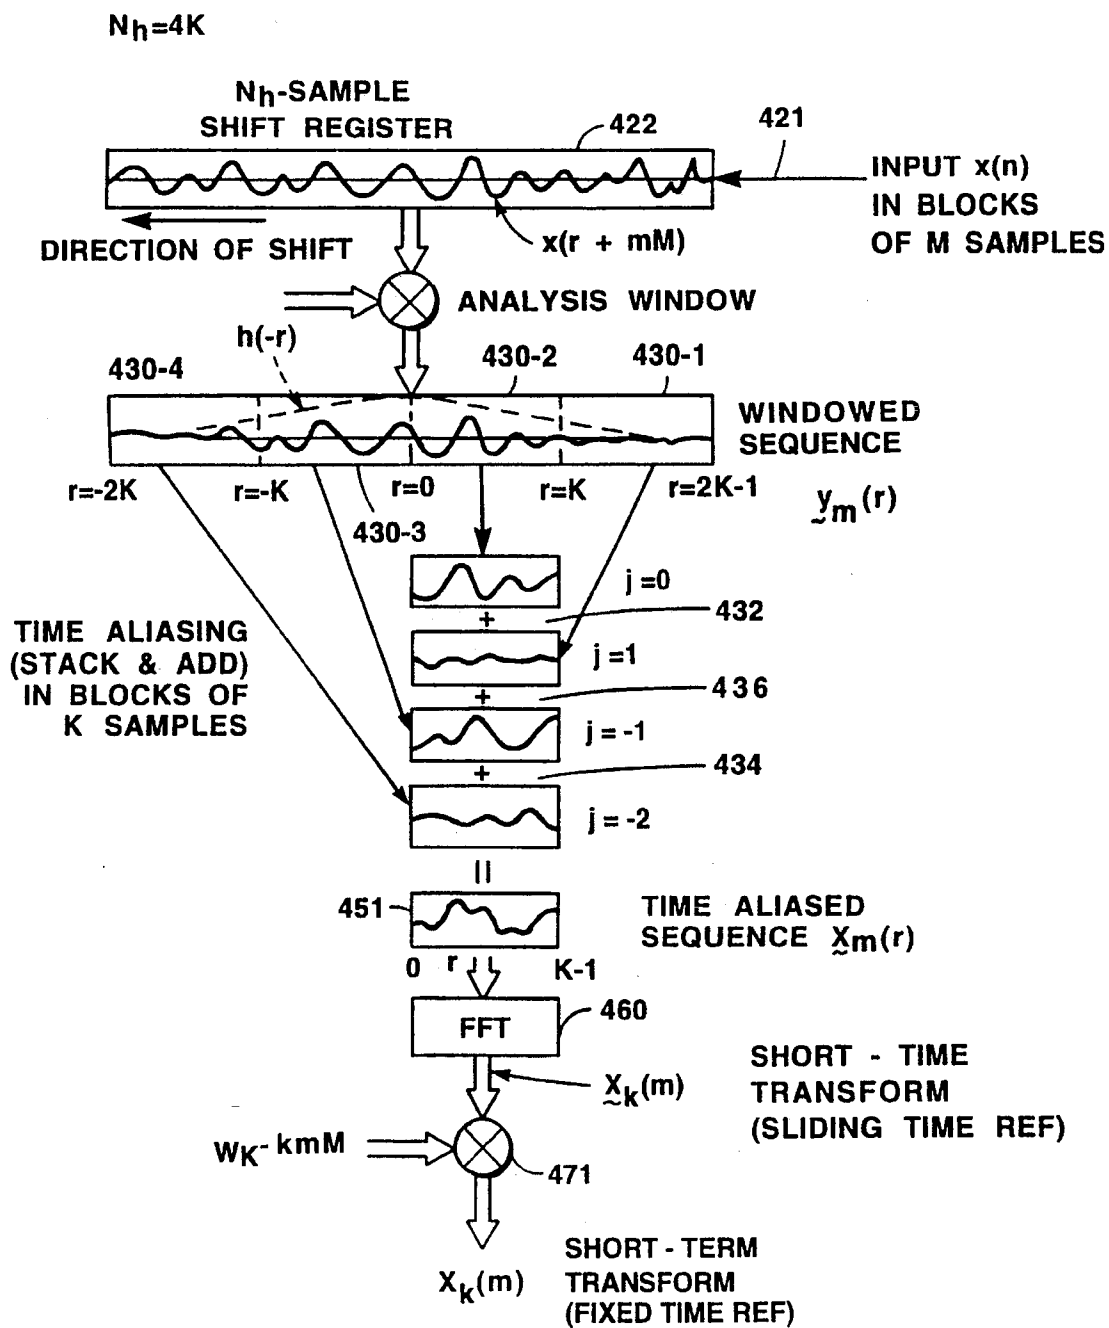 Nh=4K
Nh-SAMPLE
SHIFT REGISTER
422
421
INPUT x(n)
IN BLOCKS
OF M SAMPLES
DIRECTION OF SHIFT
x(r + mM)
ANALYSIS WINDOW
h(-r)
430-4
430-2
430-1
WINDOWED
SEQUENCE
r=-2K
r=-K
r=0
r=K
r=2K-1
ym(r)
430-3
j =0
432
TIME ALIASING
(STACK & ADD)
IN BLOCKS OF
K SAMPLES
+
j =1
436
+
j = -1
434
+
j = -2
=
451
TIME ALIASED
SEQUENCE Xm(r)
0
r
K-1
FFT
460
Xk(m)
SHORT - TIME
TRANSFORM
(SLIDING TIME REF)
WK-kmM
471
Xk(m)
SHORT - TERM
TRANSFORM
(FIXED TIME REF)